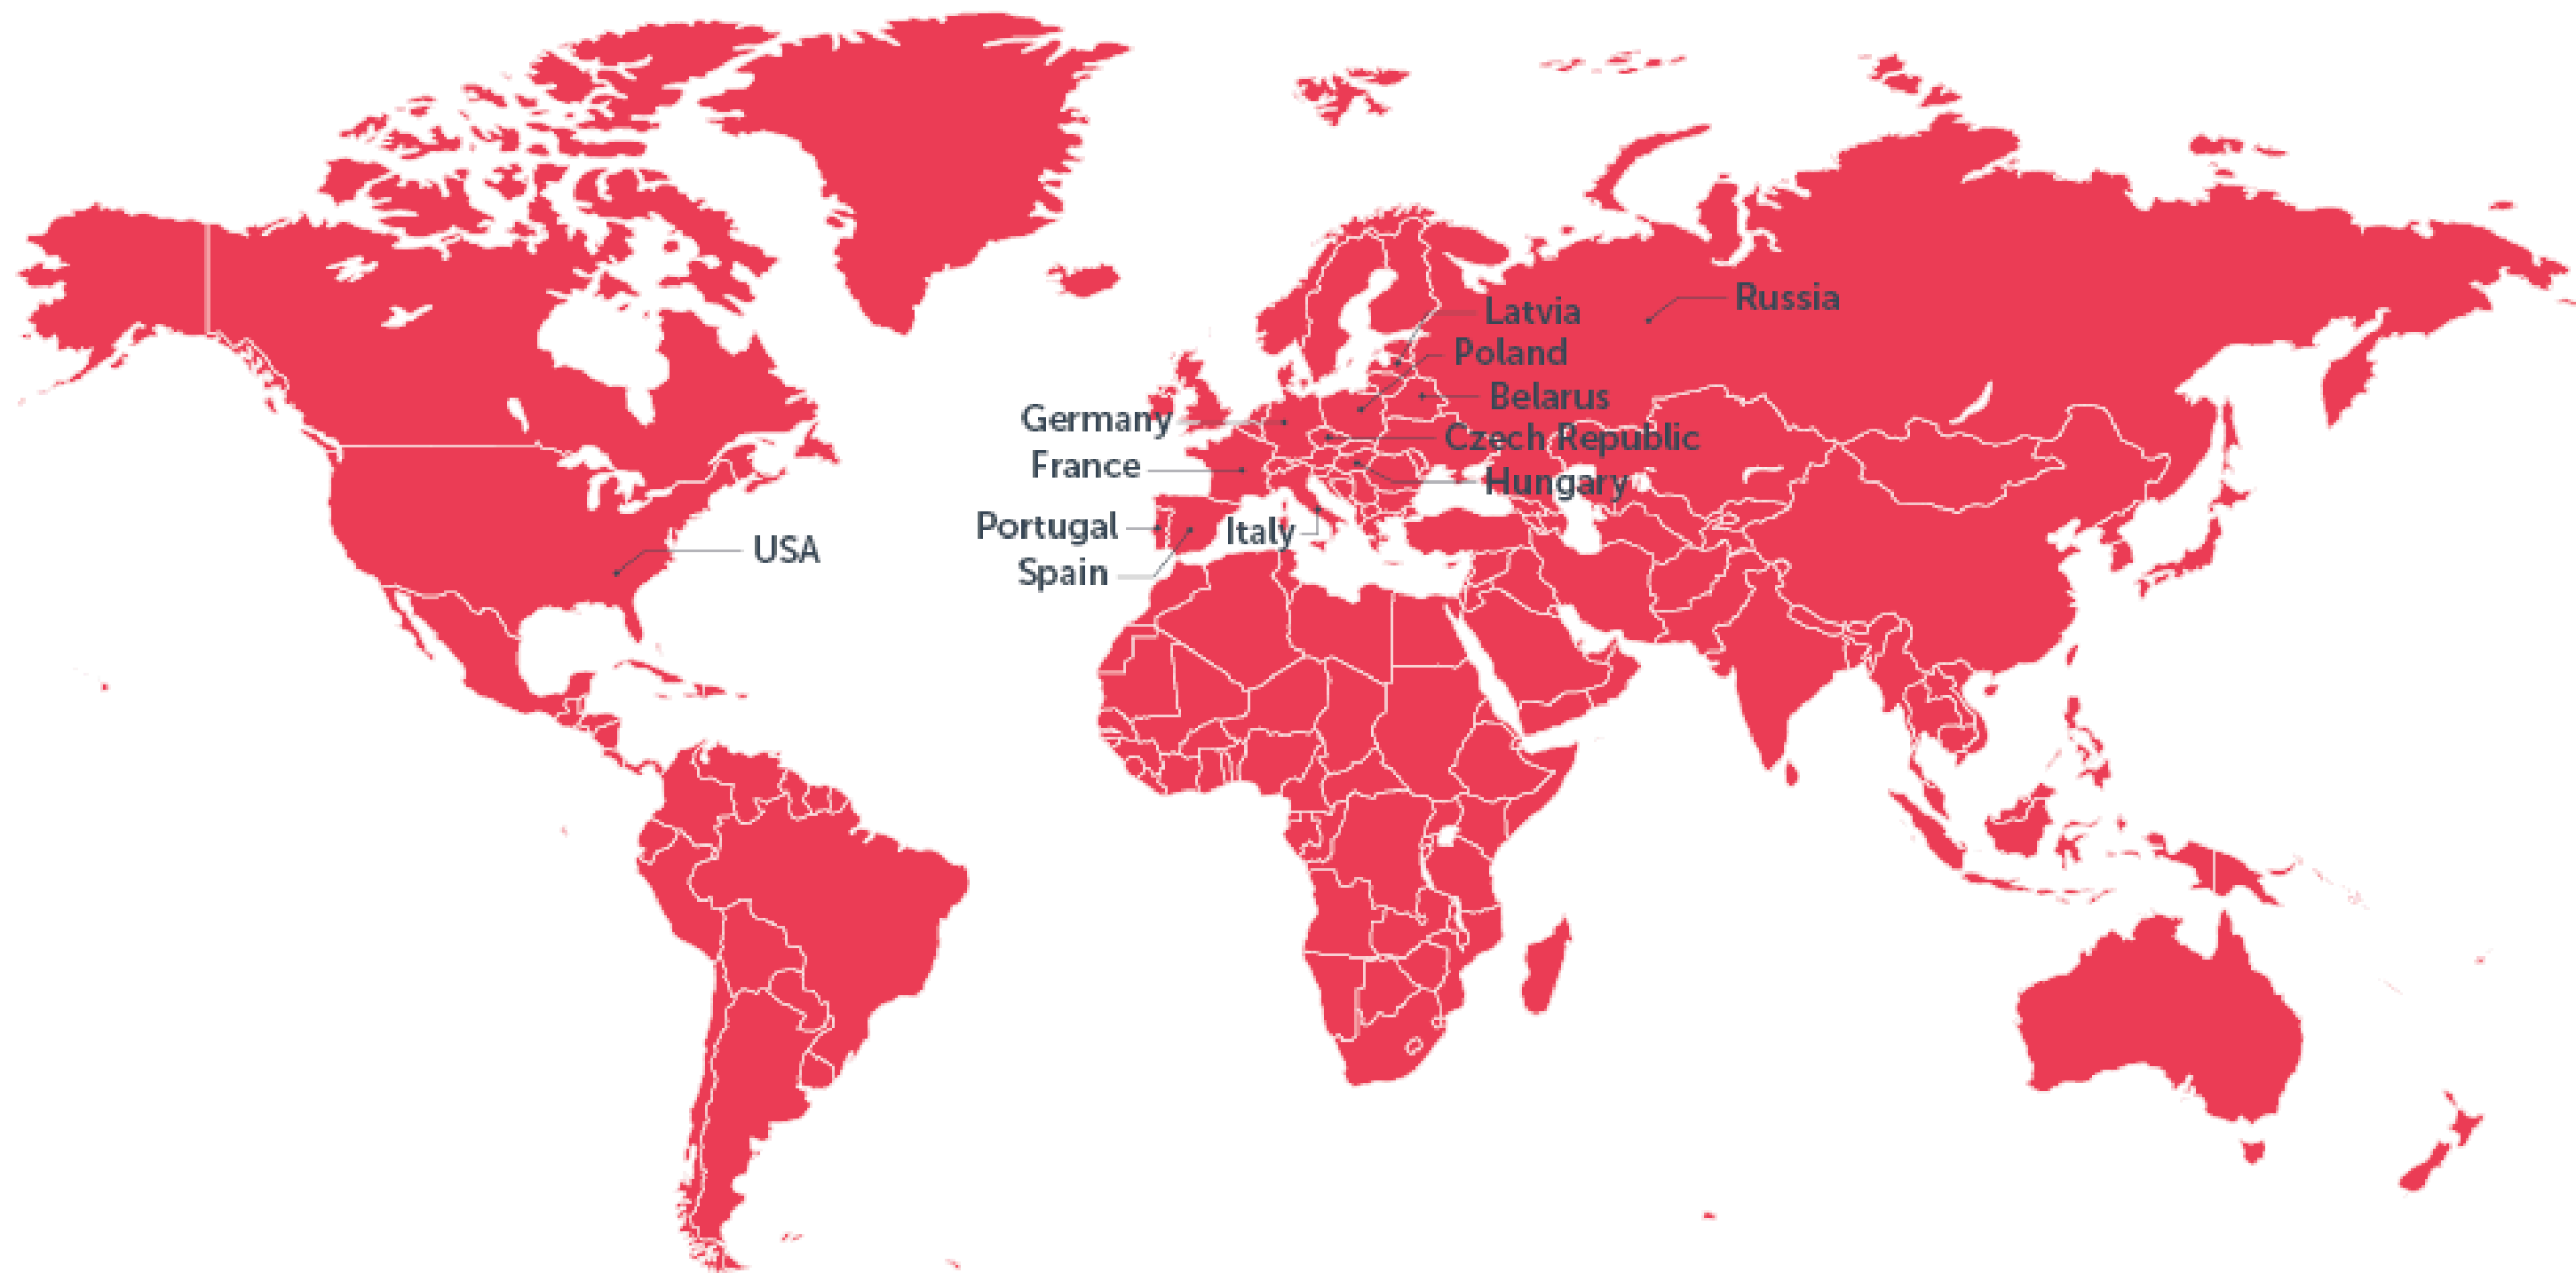 Russia
Latvia
Poland
Belarus
Germany
Czech Republic
France
Hungary
Portugal
Italy
USA
Spain